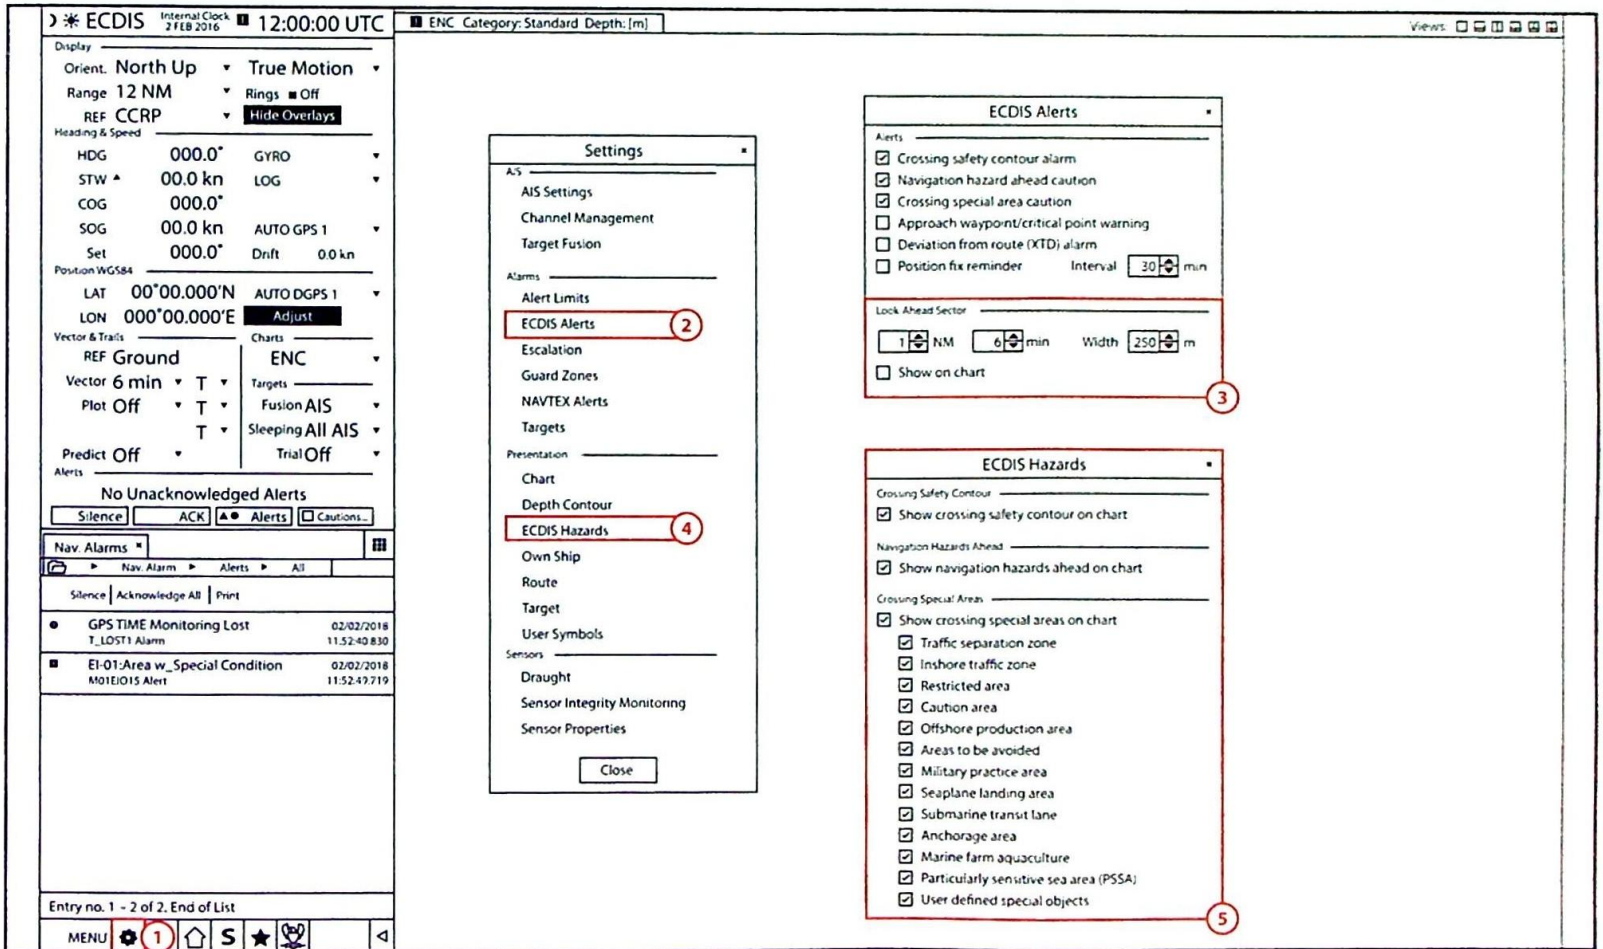 ECDIS Internal Clock 2 FEB 2016 12:00:00 UTC
Display
Orient. North Up True Motion
Range 12 NM Rings Off
REF CCRP Hide Overlays
Heading & Speed
HDG 000.0° GYRO
STW 00.0 kn LOG
COG 000.0°
SOG 00.0 kn AUTO GPS 1
Set 000.0° Drift 0.0 kn
Position WGS84
LAT 00°00.000'N AUTO DGPS 1
LON 000°00.000'E Adjust
Vector & Trails Charts
REF Ground ENC
Vector 6 min T Targets
Plot Off T Fusion AIS
T Sleeping All AIS
Predict Off Trial Off
Alerts
No Unacknowledged Alerts
Silence ACK Alerts Cautions...
Nav. Alarms
Nav. Alarm Alerts All
Silence Acknowledge All Print
GPS TIME Monitoring Lost 02/02/2018
T_LOST1 Alarm 11:52:40.830
EI-01:Area w_Special Condition 02/02/2018
M01EIO15 Alert 11:52:49.719
Entry no. 1 - 2 of 2. End of List
MENU 1 S
ENC Category: Standard Depth: [m]
Views
Settings
AIS
AIS Settings
Channel Management
Target Fusion
Alarms
Alert Limits
ECDIS Alerts 2
Escalation
Guard Zones
NAVTEX Alerts
Targets
Presentation
Chart
Depth Contour
ECDIS Hazards 4
Own Ship
Route
Target
User Symbols
Sensors
Draught
Sensor Integrity Monitoring
Sensor Properties
Close
ECDIS Alerts
Alerts
Crossing safety contour alarm
Navigation hazard ahead caution
Crossing special area caution
Approach waypoint/critical point warning
Deviation from route (XTD) alarm
Position fix reminder Interval 30 min
Look Ahead Sector
1 NM 6 min Width 250 m
Show on chart
3
ECDIS Hazards
Crossing Safety Contour
Show crossing safety contour on chart
Navigation Hazards Ahead
Show navigation hazards ahead on chart
Crossing Special Areas
Show crossing special areas on chart
Traffic separation zone
Inshore traffic zone
Restricted area
Caution area
Offshore production area
Areas to be avoided
Military practice area
Seaplane landing area
Submarine transit lane
Anchorage area
Marine farm aquaculture
Particularly sensitive sea area (PSSA)
User defined special objects
5